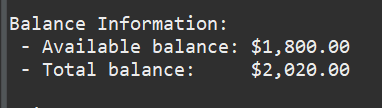 Balance Information:
 - Available balance: $1,800.00
 - Total balance:     $2,020.00